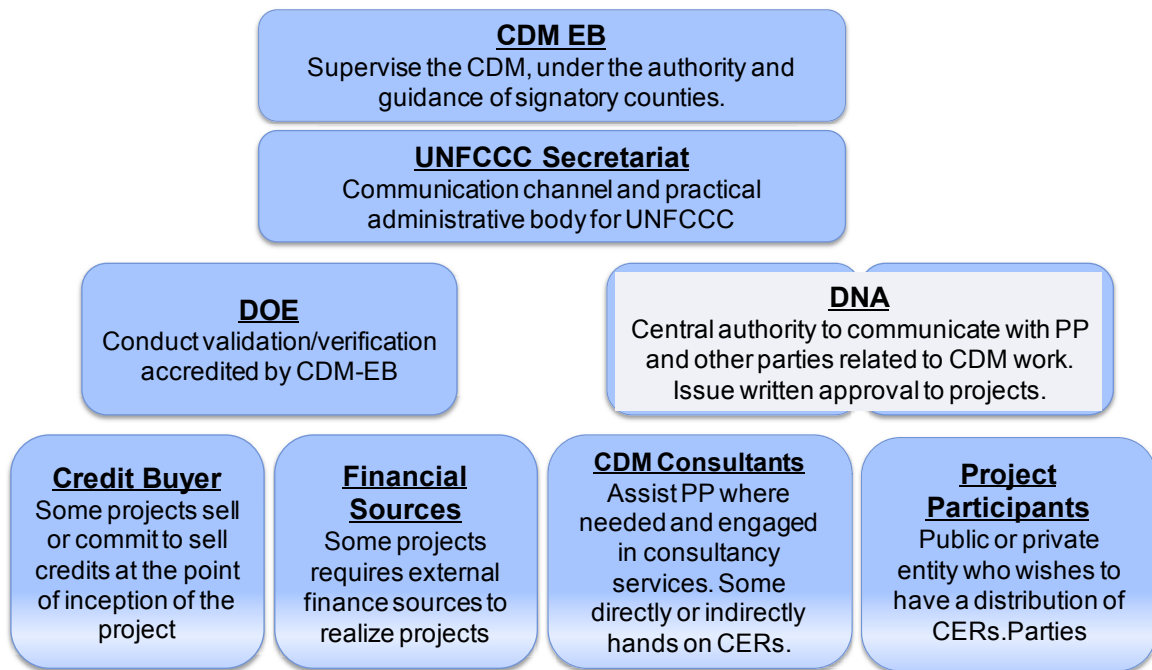 CDM EB
Supervise the CDM, under the authority and
guidance of signatory counties.
UNFCCC Secretariat
Communication channel and practical
administrative body for UNFCCC
DOE
Conduct validation/verification
accredited by CDM-EB
DNA
Central authority to communicate with PP
and other parties related to CDM work.
Issue written approval to projects.
Credit Buyer
Some projects sell
or commit to sell
credits at the point
of inception of the
project
Financial
Sources
Some projects
requires external
finance sources to
realize projects
CDM Consultants
Assist PP where
needed and engaged
in consultancy
services. Some
directly or indirectly
hands on CERs.
Project
Participants
Public or private
entity who wishes to
have a distribution of
CERs.Parties